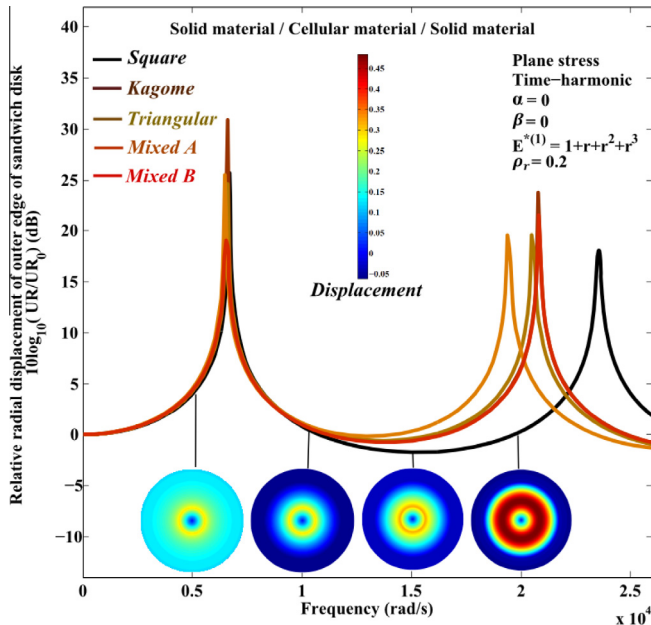 Solid material / Cellular material / Solid material
Square
Kagome
Triangular
Mixed A
Mixed B
Plane stress
Time−harmonic
α = 0
β = 0
E*(1) = 1+r+r²+r³
ρr = 0.2
0.45
0.4
0.35
0.3
0.25
0.2
0.15
0.1
0.05
0
−0.05
Displacement
Relative radial displacement of outer edge of sandwich disk
10log10(UR/UR0) (dB)
40
35
30
25
20
15
10
5
0
−5
−10
0
0.5
1
1.5
2
2.5
x 10⁴
Frequency (rad/s)